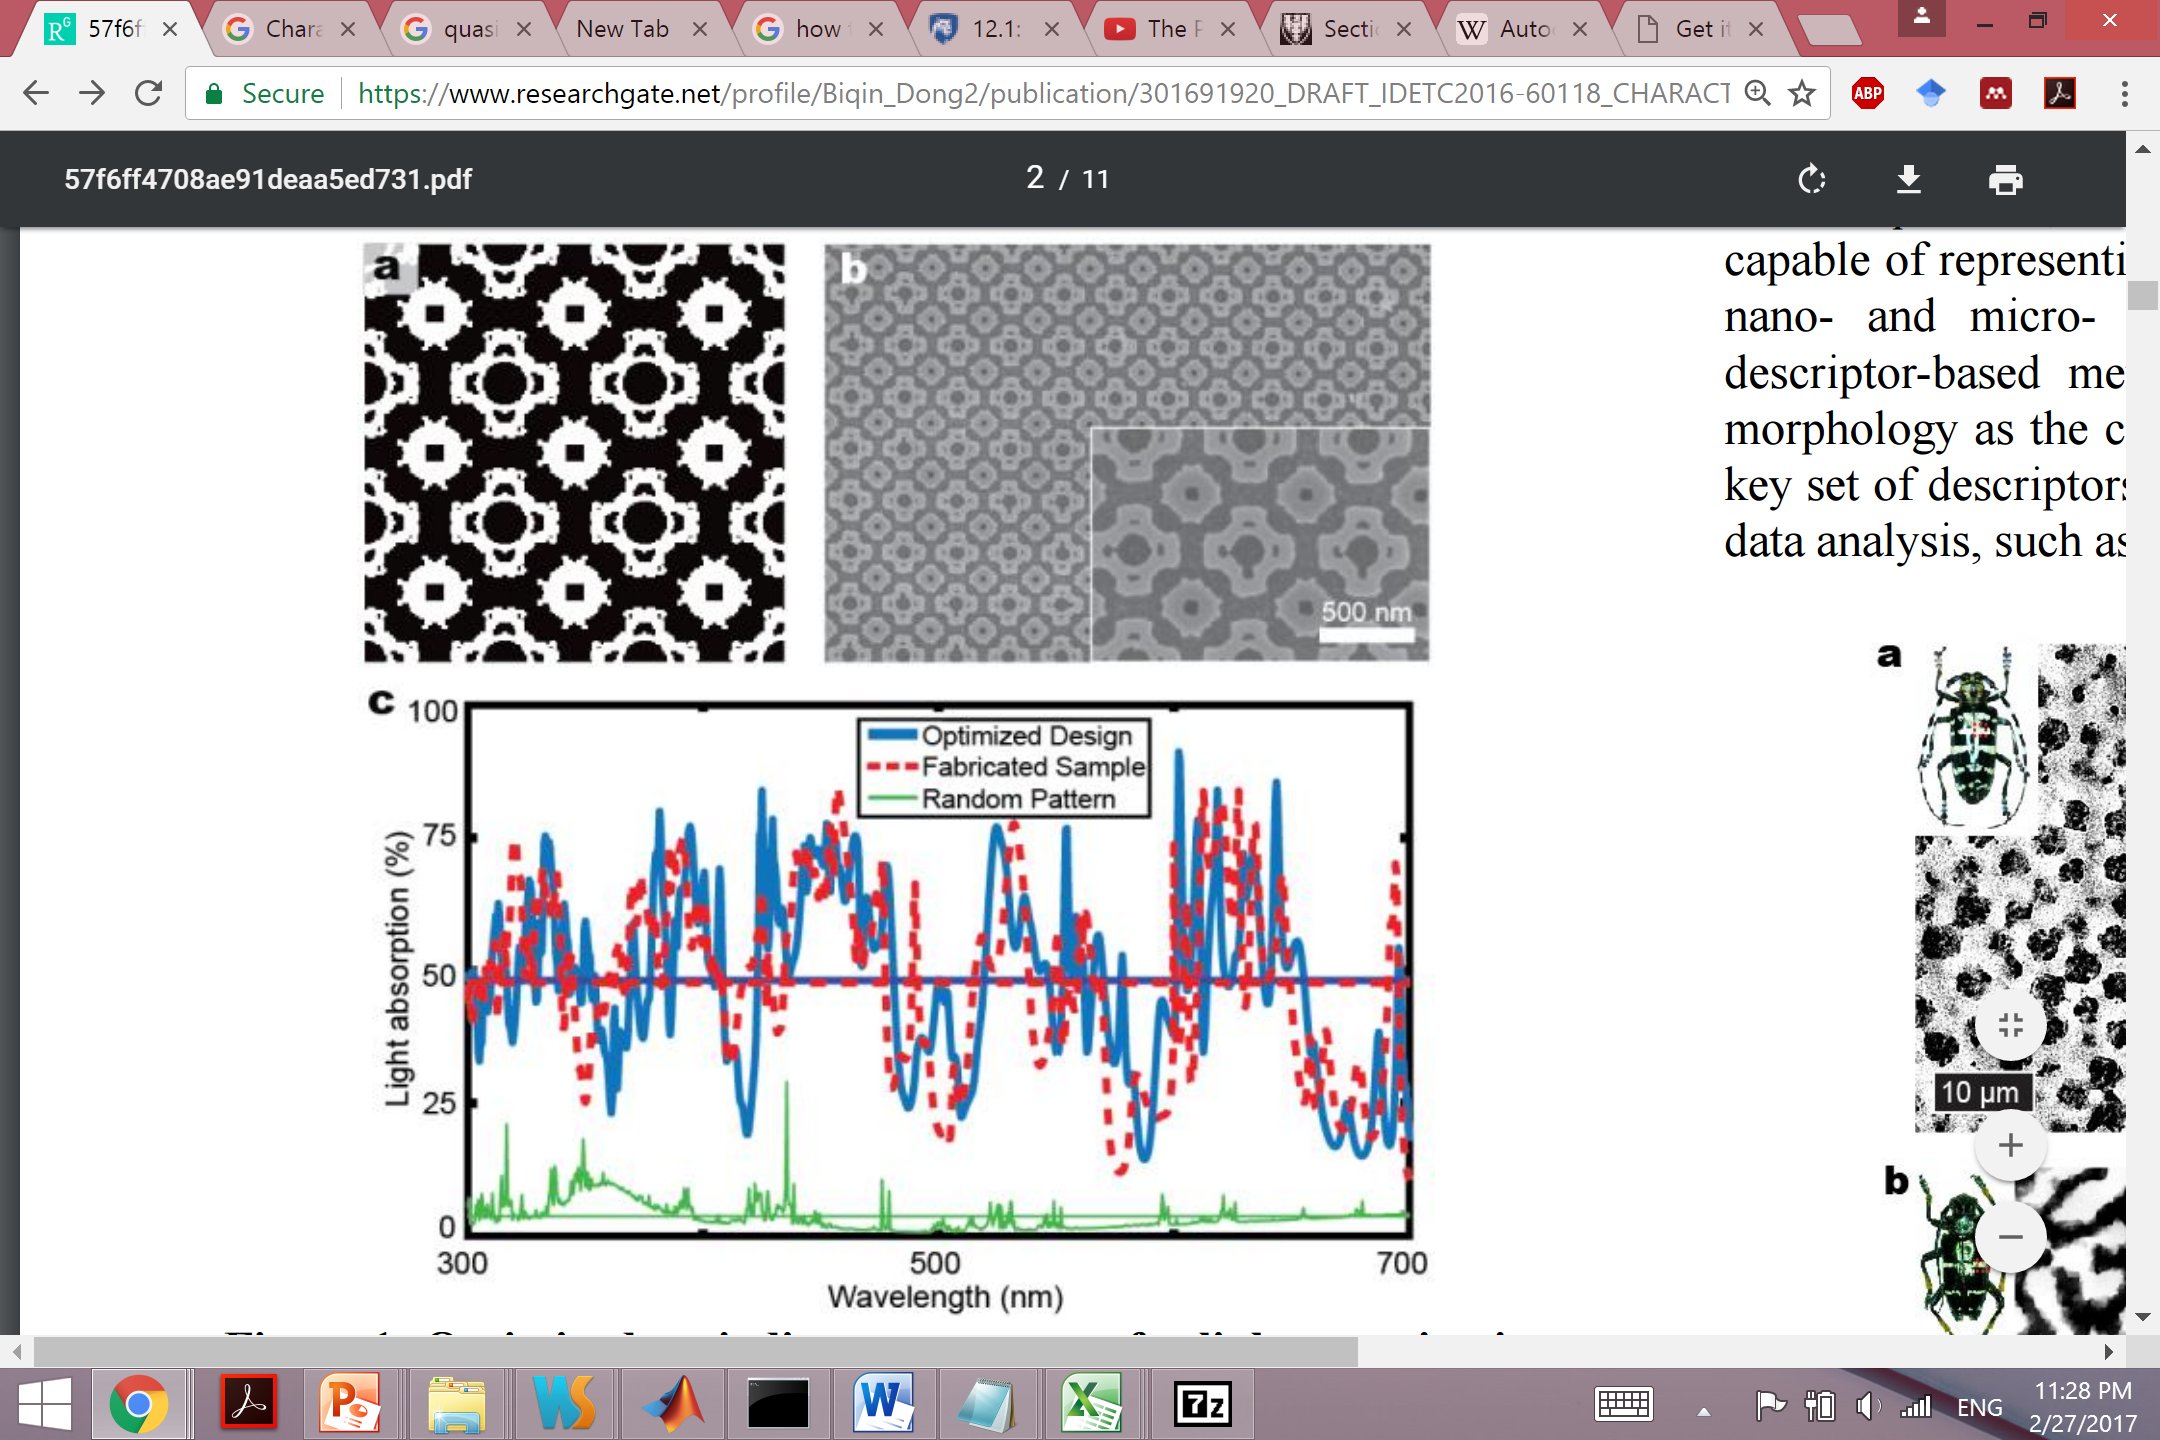 57f6f
Chara
quasi
New Tab
how
12.1:
The
Secti
Auto
Get i
Secure
https://www.researchgate.net/profile/Biqin_Dong2/publication/301691920_DRAFT_IDETC2016-60118_CHARACT
ABP
57f6ff4708ae91deaa5ed731.pdf
2 / 11
a
b
500 nm
c
100
75
50
25
0
Light absorption (%)
Optimized Design
Fabricated Sample
Random Pattern
300
500
700
Wavelength (nm)
capable of representi
nano- and micro-
descriptor-based me
morphology as the c
key set of descriptors
data analysis, such as
a
10 µm
b
ENG
11:28 PM
2/27/2017